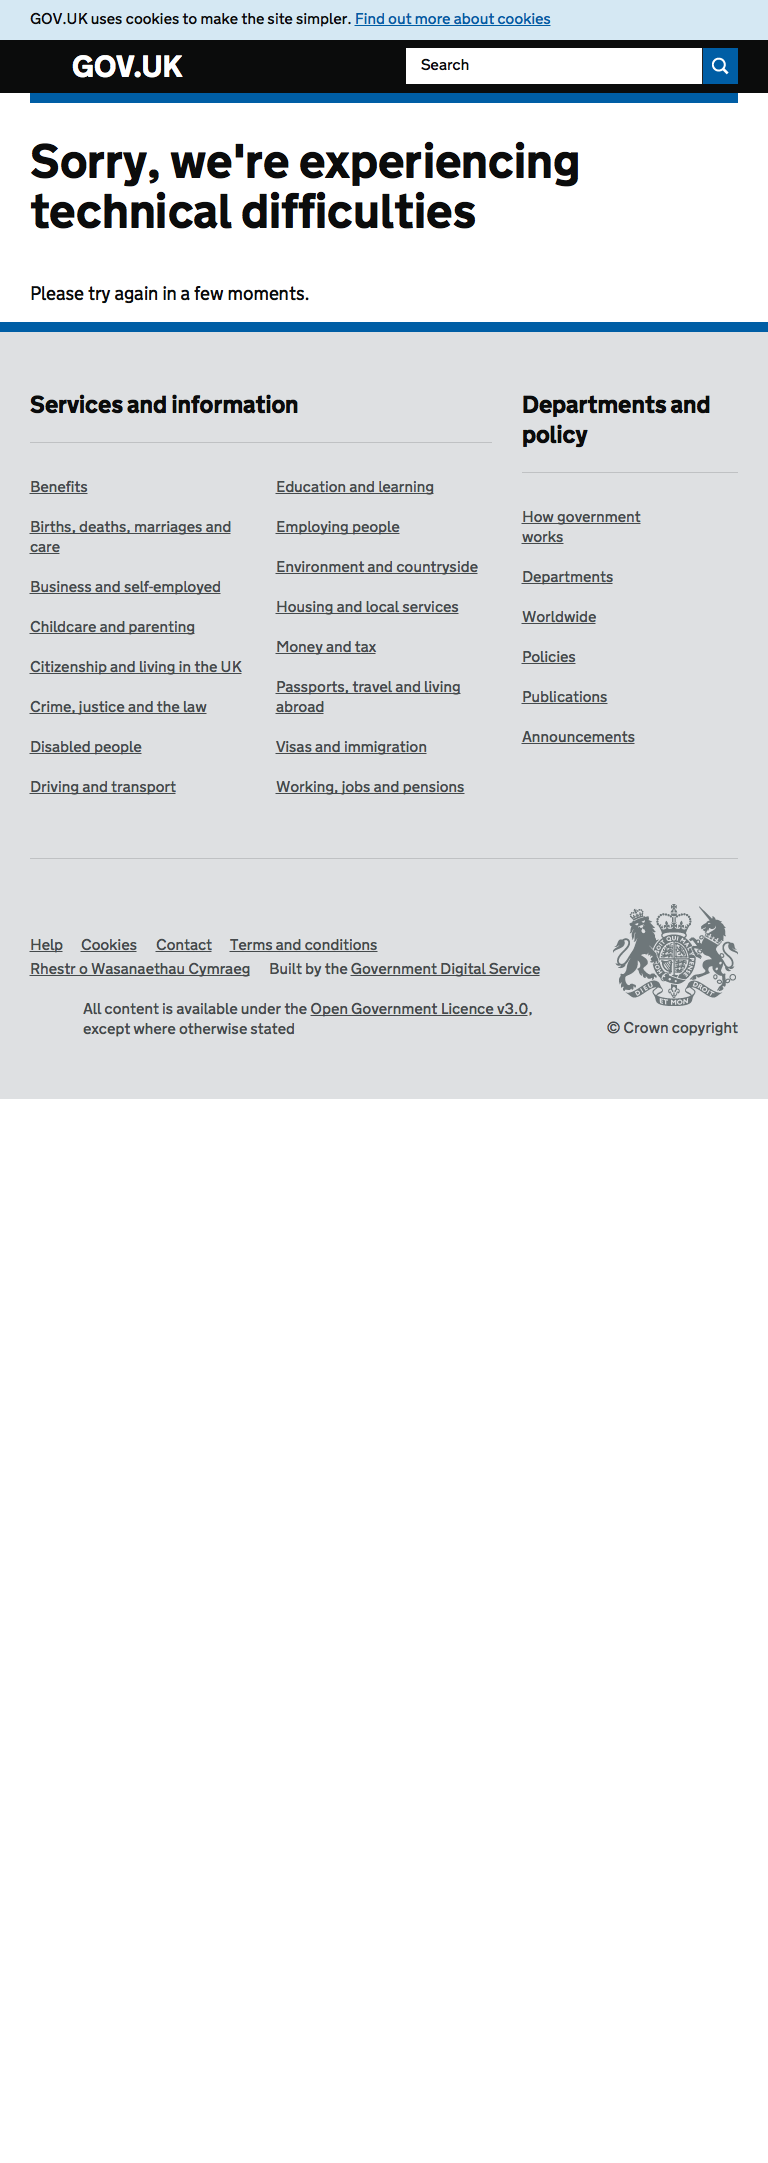 GOV.UK uses cookies to make the site simpler. Find out more about cookies
GOV.UK
Search
Sorry, we're experiencing
technical difficulties
Please try again in a few moments.
Services and information
Benefits
Births, deaths, marriages and
care
Business and self-employed
Childcare and parenting
Citizenship and living in the UK
Crime, justice and the law
Disabled people
Driving and transport
Education and learning
Employing people
Environment and countryside
Housing and local services
Money and tax
Passports, travel and living
abroad
Visas and immigration
Working, jobs and pensions
Departments and
policy
How government
works
Departments
Worldwide
Policies
Publications
Announcements
Help Cookies Contact Terms and conditions
Rhestr o Wasanaethau Cymraeg Built by the Government Digital Service
All content is available under the Open Government Licence v3.0,
except where otherwise stated
DIEU ET MON DROIT
© Crown copyright